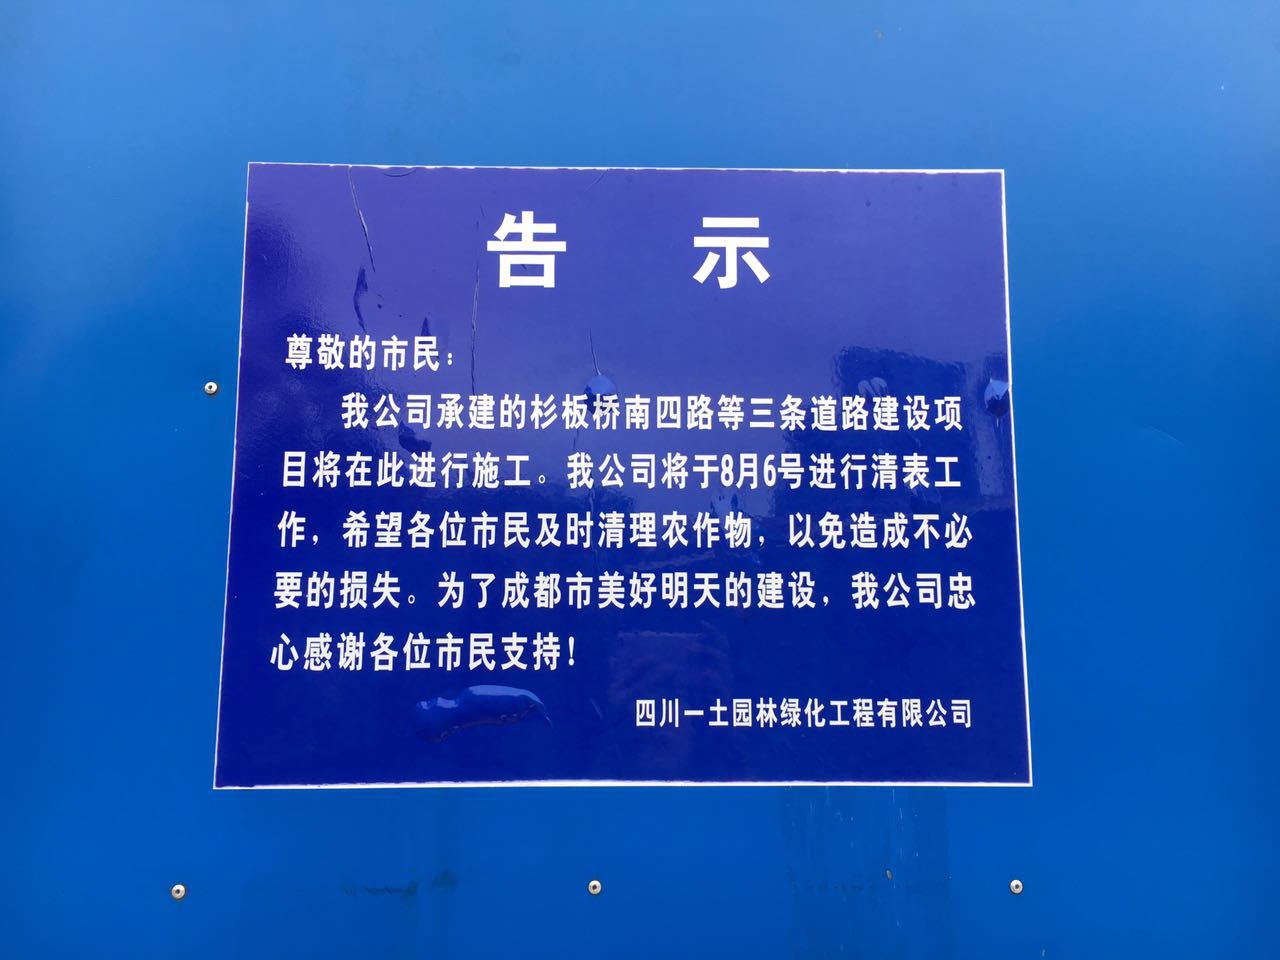 告 示
尊敬的市民：
我公司承建的杉板桥南四路等三条道路建设项
目将在此进行施工。我公司将于8月6号进行清表工
作，希望各位市民及时清理农作物，以免造成不必
要的损失。为了成都市美好明天的建设，我公司忠
心感谢各位市民支持！
四川一土园林绿化工程有限公司